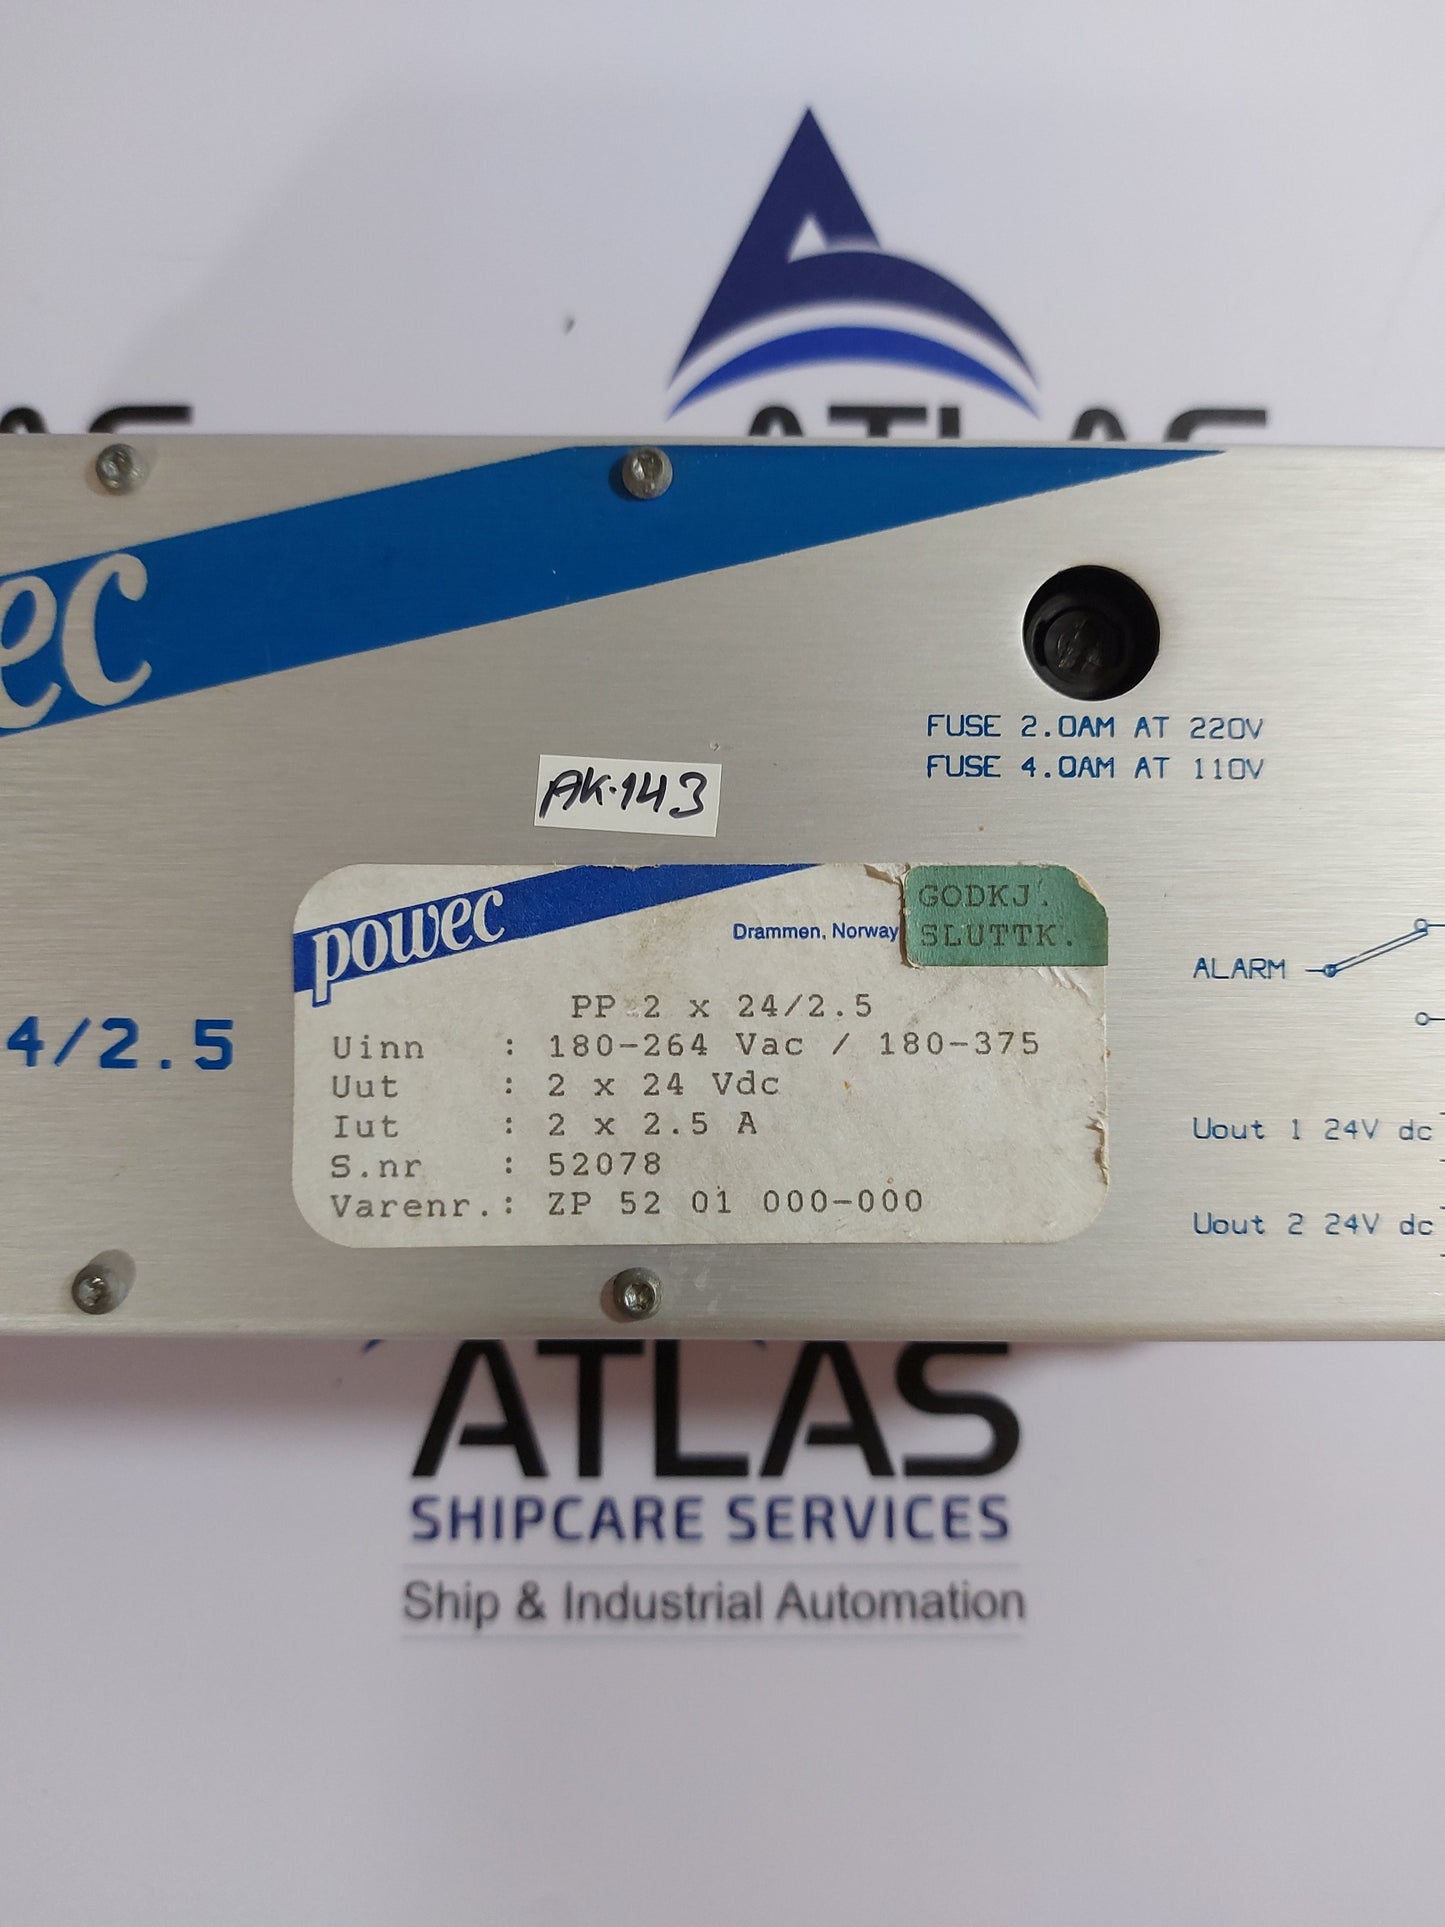 ATLAS
ec
FUSE 2.0AM AT 220V
FUSE 4.0AM AT 110V
AK-143
powec
Drammen, Norway
GODKJ.
SLUTTK.
ALARM
4/2.5
PP 2 x 24/2.5
Uinn : 180-264 Vac / 180-375
Uut : 2 x 24 Vdc
Iut : 2 x 2.5 A
S.nr : 52078
Varenr.: ZP 52 01 000-000
Uout 1 24V dc
Uout 2 24V dc
ATLAS
SHIPCARE SERVICES
Ship & Industrial Automation